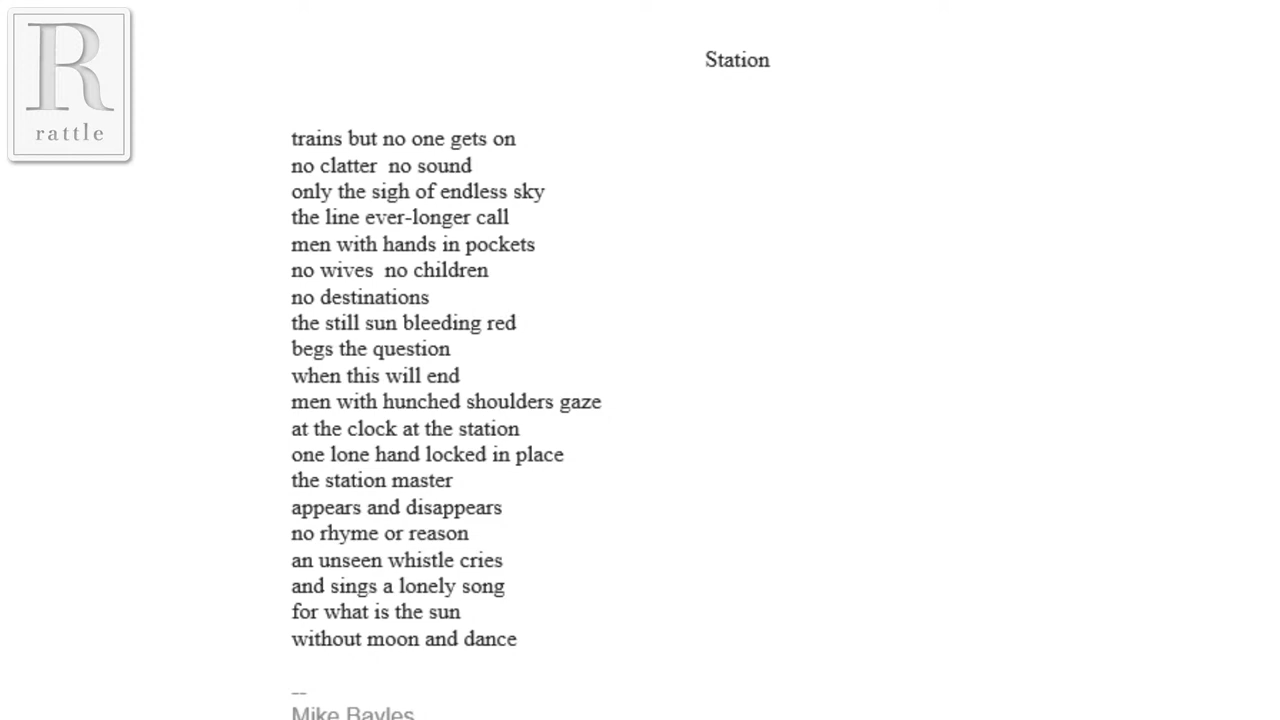 R
rattle
Station
trains but no one gets on
no clatter  no sound
only the sigh of endless sky
the line ever-longer call
men with hands in pockets
no wives  no children
no destinations
the still sun bleeding red
begs the question
when this will end
men with hunched shoulders gaze
at the clock at the station
one lone hand locked in place
the station master
appears and disappears
no rhyme or reason
an unseen whistle cries
and sings a lonely song
for what is the sun
without moon and dance
--
Mike Bayles